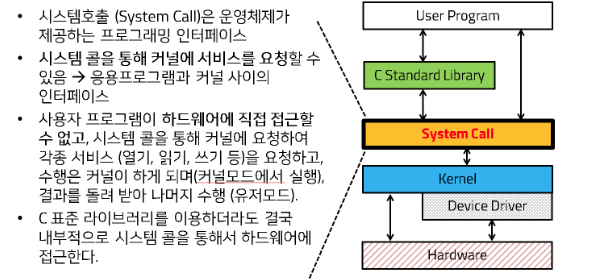 • 시스템호출 (System Call)은 운영체제가
제공하는 프로그래밍 인터페이스
• 시스템 콜을 통해 커널에 서비스를 요청할 수
있음 → 응용프로그램과 커널 사이의
인터페이스
• 사용자 프로그램이 하드웨어에 직접 접근할
수 없고, 시스템 콜을 통해 커널에 요청하여
각종 서비스 (열기, 읽기, 쓰기 등)을 요청하고,
수행은 커널이 하게 되며(커널모드에서 실행),
결과를 돌려 받아 나머지 수행 (유저모드).
• C 표준 라이브러리를 이용하더라도 결국
내부적으로 시스템 콜을 통해서 하드웨어에
접근한다.
User Program
C Standard Library
System Call
Kernel
Device Driver
Hardware